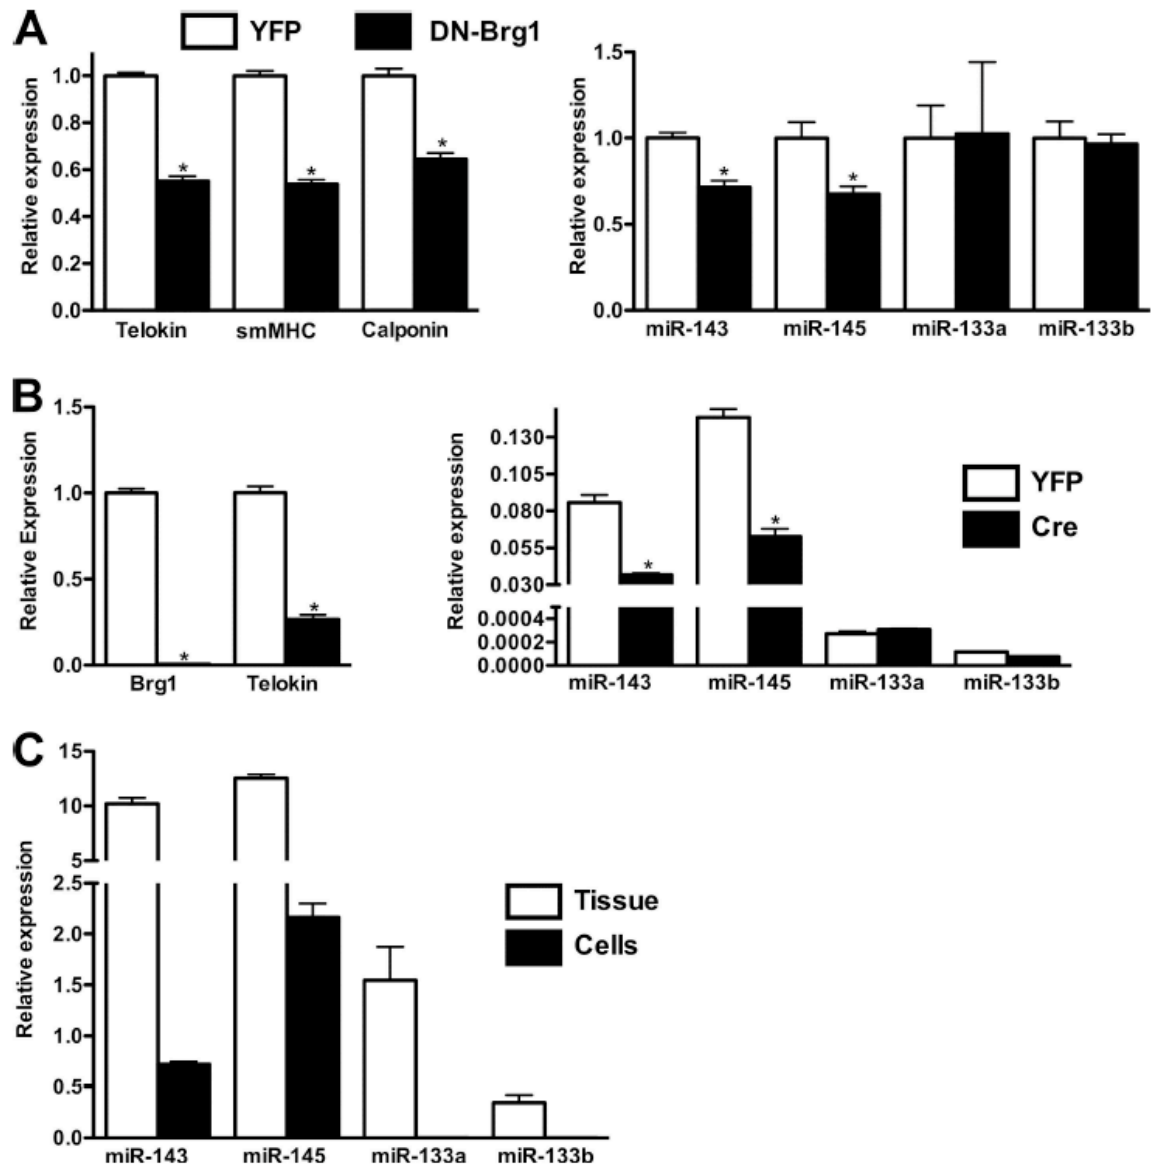 A
YFP
DN-Brg1
Relative expression
1.0
0.8
0.6
0.4
0.2
0.0
* * *
Telokin smMHC Calponin
Relative expression
1.5
1.0
0.5
0.0
* *
miR-143 miR-145 miR-133a miR-133b
B
Relative Expression
1.5
1.0
0.5
0.0
* *
Brg1 Telokin
Relative expression
0.130
0.105
0.080
0.055
0.030
0.0004
0.0002
0.0000
* *
miR-143 miR-145 miR-133a miR-133b
YFP
Cre
C
Relative expression
15
10
5
2.5
2.0
1.5
1.0
0.5
0.0
miR-143 miR-145 miR-133a miR-133b
Tissue
Cells